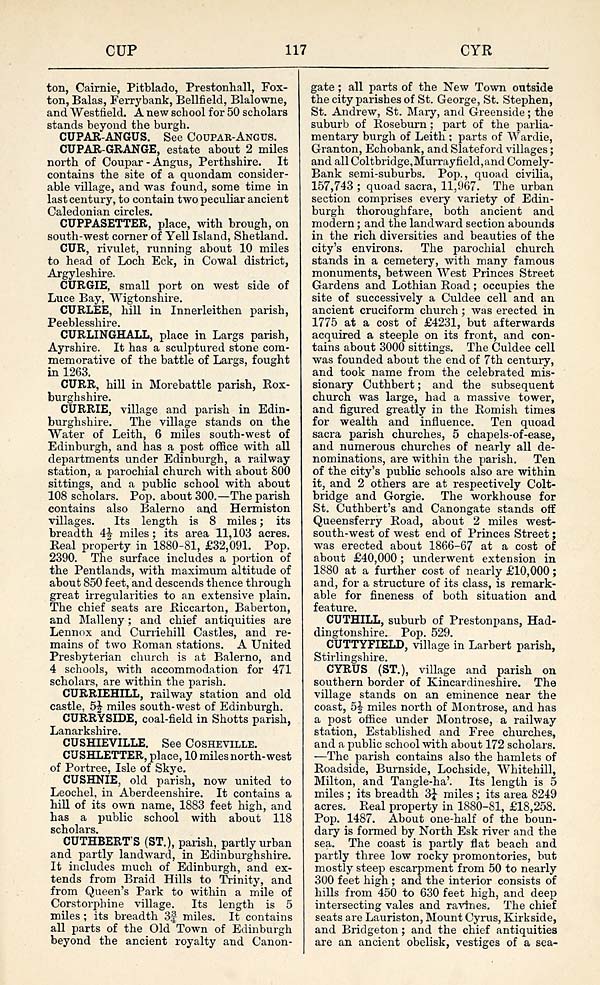 CUP 117 CYR
ton, Cairnie, Pitblado, Prestonhall, Fox-
ton, Balas, Ferrybank, Bellfield, Blalowne,
and Westfield. A new school for 50 scholars
stands beyond the burgh.
CUPAR-ANGUS. See COUPAR-ANGUS.
CUPAR-GRANGE, estate about 2 miles
north of Coupar-Angus, Perthshire. It
contains the site of a quondam consider-
able village, and was found, some time in
last century, to contain two peculiar ancient
Caledonian circles.
CUPPASETTER, place, with brough, on
south-west corner of Yell Island, Shetland.
CUR, rivulet, running about 10 miles
to head of Loch Eck, in Cowal district,
Argyleshire.
CURGIE, small port on west side of
Luce Bay, Wigtonshire.
CURLEE, hill in Innerleithen parish,
Peeblesshire.
CURLINGHALL, place in Largs parish,
Ayrshire. It has a sculptured stone com-
memorative of the battle of Largs, fought
in 1263.
CURR, hill in Morebattle parish, Rox-
burghshire.
CURRIE, village and parish in Edin-
burghshire. The village stands on the
Water of Leith, 6 miles south-west of
Edinburgh, and has a post office with all
departments under Edinburgh, a railway
station, a parochial church with about 800
sittings, and a public school with about
108 scholars. Pop. about 300.—The parish
contains also Balerno and Hermiston
villages. Its length is 8 miles; its
breadth 4½ miles; its area 11,103 acres.
Real property in 1880-81, £32,091. Pop.
2390. The surface includes a portion of
the Pentlands, with maximum altitude of
about 850 feet, and descends thence through
great irregularities to an extensive plain.
The chief seats are Riccarton, Baberton,
and Malleny; and chief antiquities are
Lennox and Curriehill Castles, and re-
mains of two Roman stations. A United
Presbyterian church is at Balerno, and
4 schools, with accommodation for 471
scholars, are within the parish.
CURRIEHILL, railway station and old
castle, 5½ miles south-west of Edinburgh.
CURRYSIDE, coal-field in Shotts parish,
Lanarkshire.
CUSHIEVILLE. See COSHEVILLE.
CUSHLETTER, place, 10 miles north-west
of Portree, Isle of Skye.
CUSHNIE, old parish, now united to
Leochel, in Aberdeenshire. It contains a
hill of its own name, 1883 feet high, and
has a public school with about 118
scholars.
CUTHBERT'S (ST.), parish, partly urban
and partly landward, in Edinburghshire.
It includes much of Edinburgh, and ex-
tends from Braid Hills to Trinity, and
from Queen's Park to within a mile of
Corstorphine village. Its length is 5
miles; its breadth 3¾ miles. It contains
all parts of the Old Town of Edinburgh
beyond the ancient royalty and Canon-
gate; all parts of the New Town outside
the city parishes of St. George, St. Stephen,
St. Andrew, St. Mary, and Greenside; the
suburb of Roseburn; part of the parlia-
mentary burgh of Leith; parts of Wardie,
Granton, Echobank, and Slateford villages;
and all Coltbridge, Murrayfield, and Comely-
Bank semi-suburbs. Pop., quoad civilia,
157,743; quoad sacra, 11,967. The urban
section comprises every variety of Edin-
burgh thoroughfare, both ancient and
modern; and the landward section abounds
in the rich diversities and beauties of the
city's environs. The parochial church
stands in a cemetery, with many famous
monuments, between West Princes Street
Gardens and Lothian Road; occupies the
site of successively a Culdee cell and an
ancient cruciform church; was erected in
1775 at a cost of £4231, but afterwards
acquired a steeple on its front, and con-
tains about 3000 sittings. The Culdee cell
was founded about the end of 7th century,
and took name from the celebrated mis-
sionary Cuthbert; and the subsequent
church was large, had a massive tower,
and figured greatly in the Romish times
for wealth and influence. Ten quoad
sacra parish churches, 5 chapels-of-ease,
and numerous churches of nearly all de-
nominations, are within the parish. Ten
of the city's public schools also are within
it, and 2 others are at respectively Colt-
bridge and Gorgie. The workhouse for
St. Cuthbert's and Canongate stands off
Queensferry Road, about 2 miles west-
south-west of west end of Princes Street;
was erected about 1866-67 at a cost of
about £40,000; underwent extension in
1880 at a further cost of nearly £10,000;
and, for a structure of its class, is remark-
able for fineness of both situation and
feature.
CUTHILL, suburb of Prestonpans, Had-
dingtonshire. Pop. 529.
CUTTYFIELD, village in Larbert parish,
Stirlingshire.
CYRUS (ST.), village and parish on
southern border of Kincardineshire. The
village stands on an eminence near the
coast, 5½ miles north of Montrose, and has
a post office under Montrose, a railway
station, Established and Free churches,
and a public school with about 172 scholars.
—The parish contains also the hamlets of
Roadside, Burnside, Lochside, Whitehill,
Milton, and Tangle-ha'. Its length is 5
miles; its breadth 3¼ miles; its area 8249
acres. Real property in 1880-81, £18,258.
Pop. 1487. About one-half of the boun-
dary is formed by North Esk river and the
sea. The coast is partly flat beach and
partly three low rocky promontories, but
mostly steep escarpment from 50 to nearly
300 feet high; and the interior consists of
hills from 450 to 630 feet high, and deep
intersecting vales and ravines. The chief
seats are Lauriston, Mount Cyrus, Kirkside,
and Bridgeton; and the chief antiquities
are an ancient obelisk, vestiges of a sea-